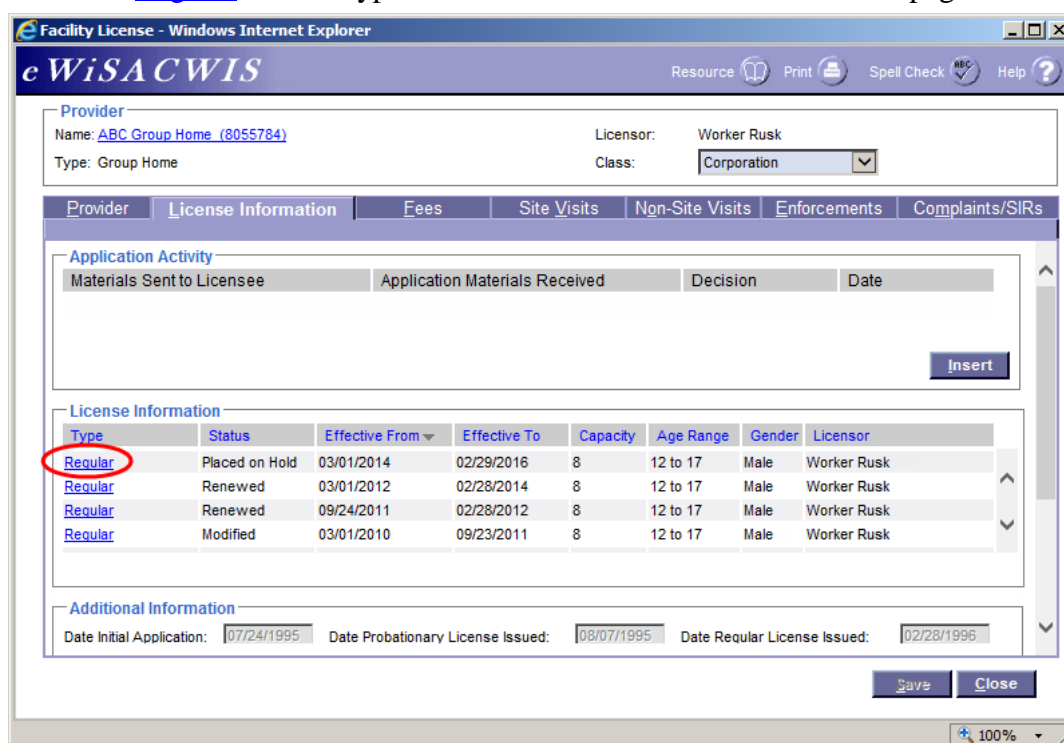 Facility License - Windows Internet Explorer
eWiSACWIS Resource Print ABC Spell Check Help ?
Provider
Name: ABC Group Home (8055784) Licensor: Worker Rusk
Type: Group Home Class: Corporation
Provider License Information Fees Site Visits Non-Site Visits Enforcements Complaints/SIRs
Application Activity
Materials Sent to Licensee Application Materials Received Decision Date
Insert
License Information
Type Status Effective From Effective To Capacity Age Range Gender Licensor
Regular Placed on Hold 03/01/2014 02/29/2016 8 12 to 17 Male Worker Rusk
Regular Renewed 03/01/2012 02/28/2014 8 12 to 17 Male Worker Rusk
Regular Renewed 09/24/2011 02/28/2012 8 12 to 17 Male Worker Rusk
Regular Modified 03/01/2010 09/23/2011 8 12 to 17 Male Worker Rusk
Additional Information
Date Initial Application: 07/24/1995 Date Probationary License Issued: 08/07/1995 Date Regular License Issued: 02/28/1996
Save Close
100%